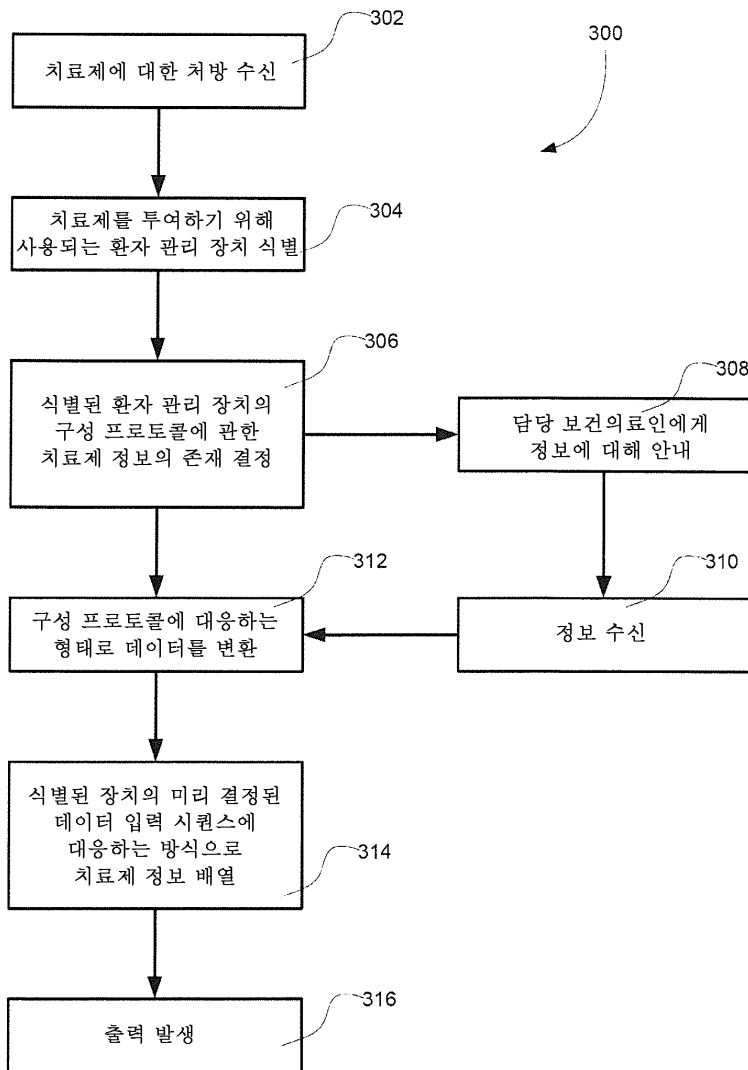 302
치료제에 대한 처방 수신
300
304
치료제를 투여하기 위해
사용되는 환자 관리 장치 식별
306
식별된 환자 관리 장치의
구성 프로토콜에 관한
치료제 정보의 존재 결정
308
담당 보건의료인에게
정보에 대해 안내
310
정보 수신
312
구성 프로토콜에 대응하는
형태로 데이터를 변환
식별된 장치의 미리 결정된
데이터 입력 시퀀스에
대응하는 방식으로
치료제 정보 배열
314
316
출력 발생